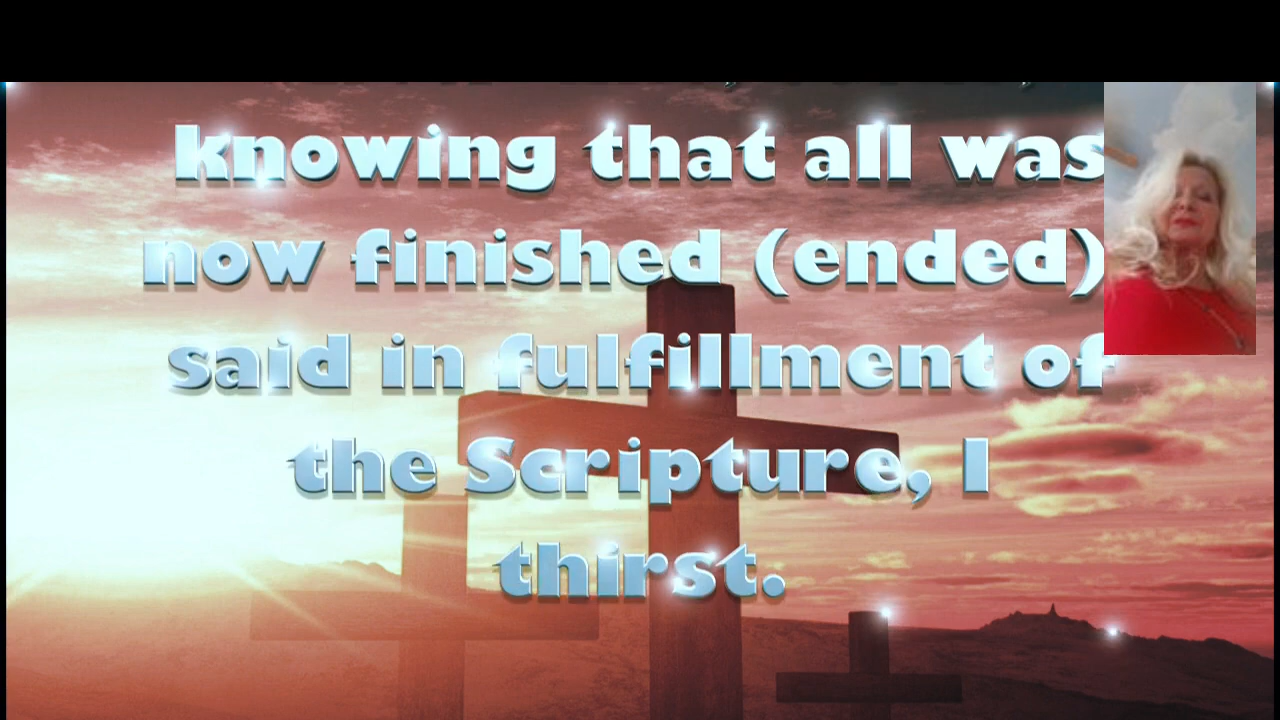 knowing that all was
now finished (ended)
said in fulfillment of
the Scripture, I
thirst.